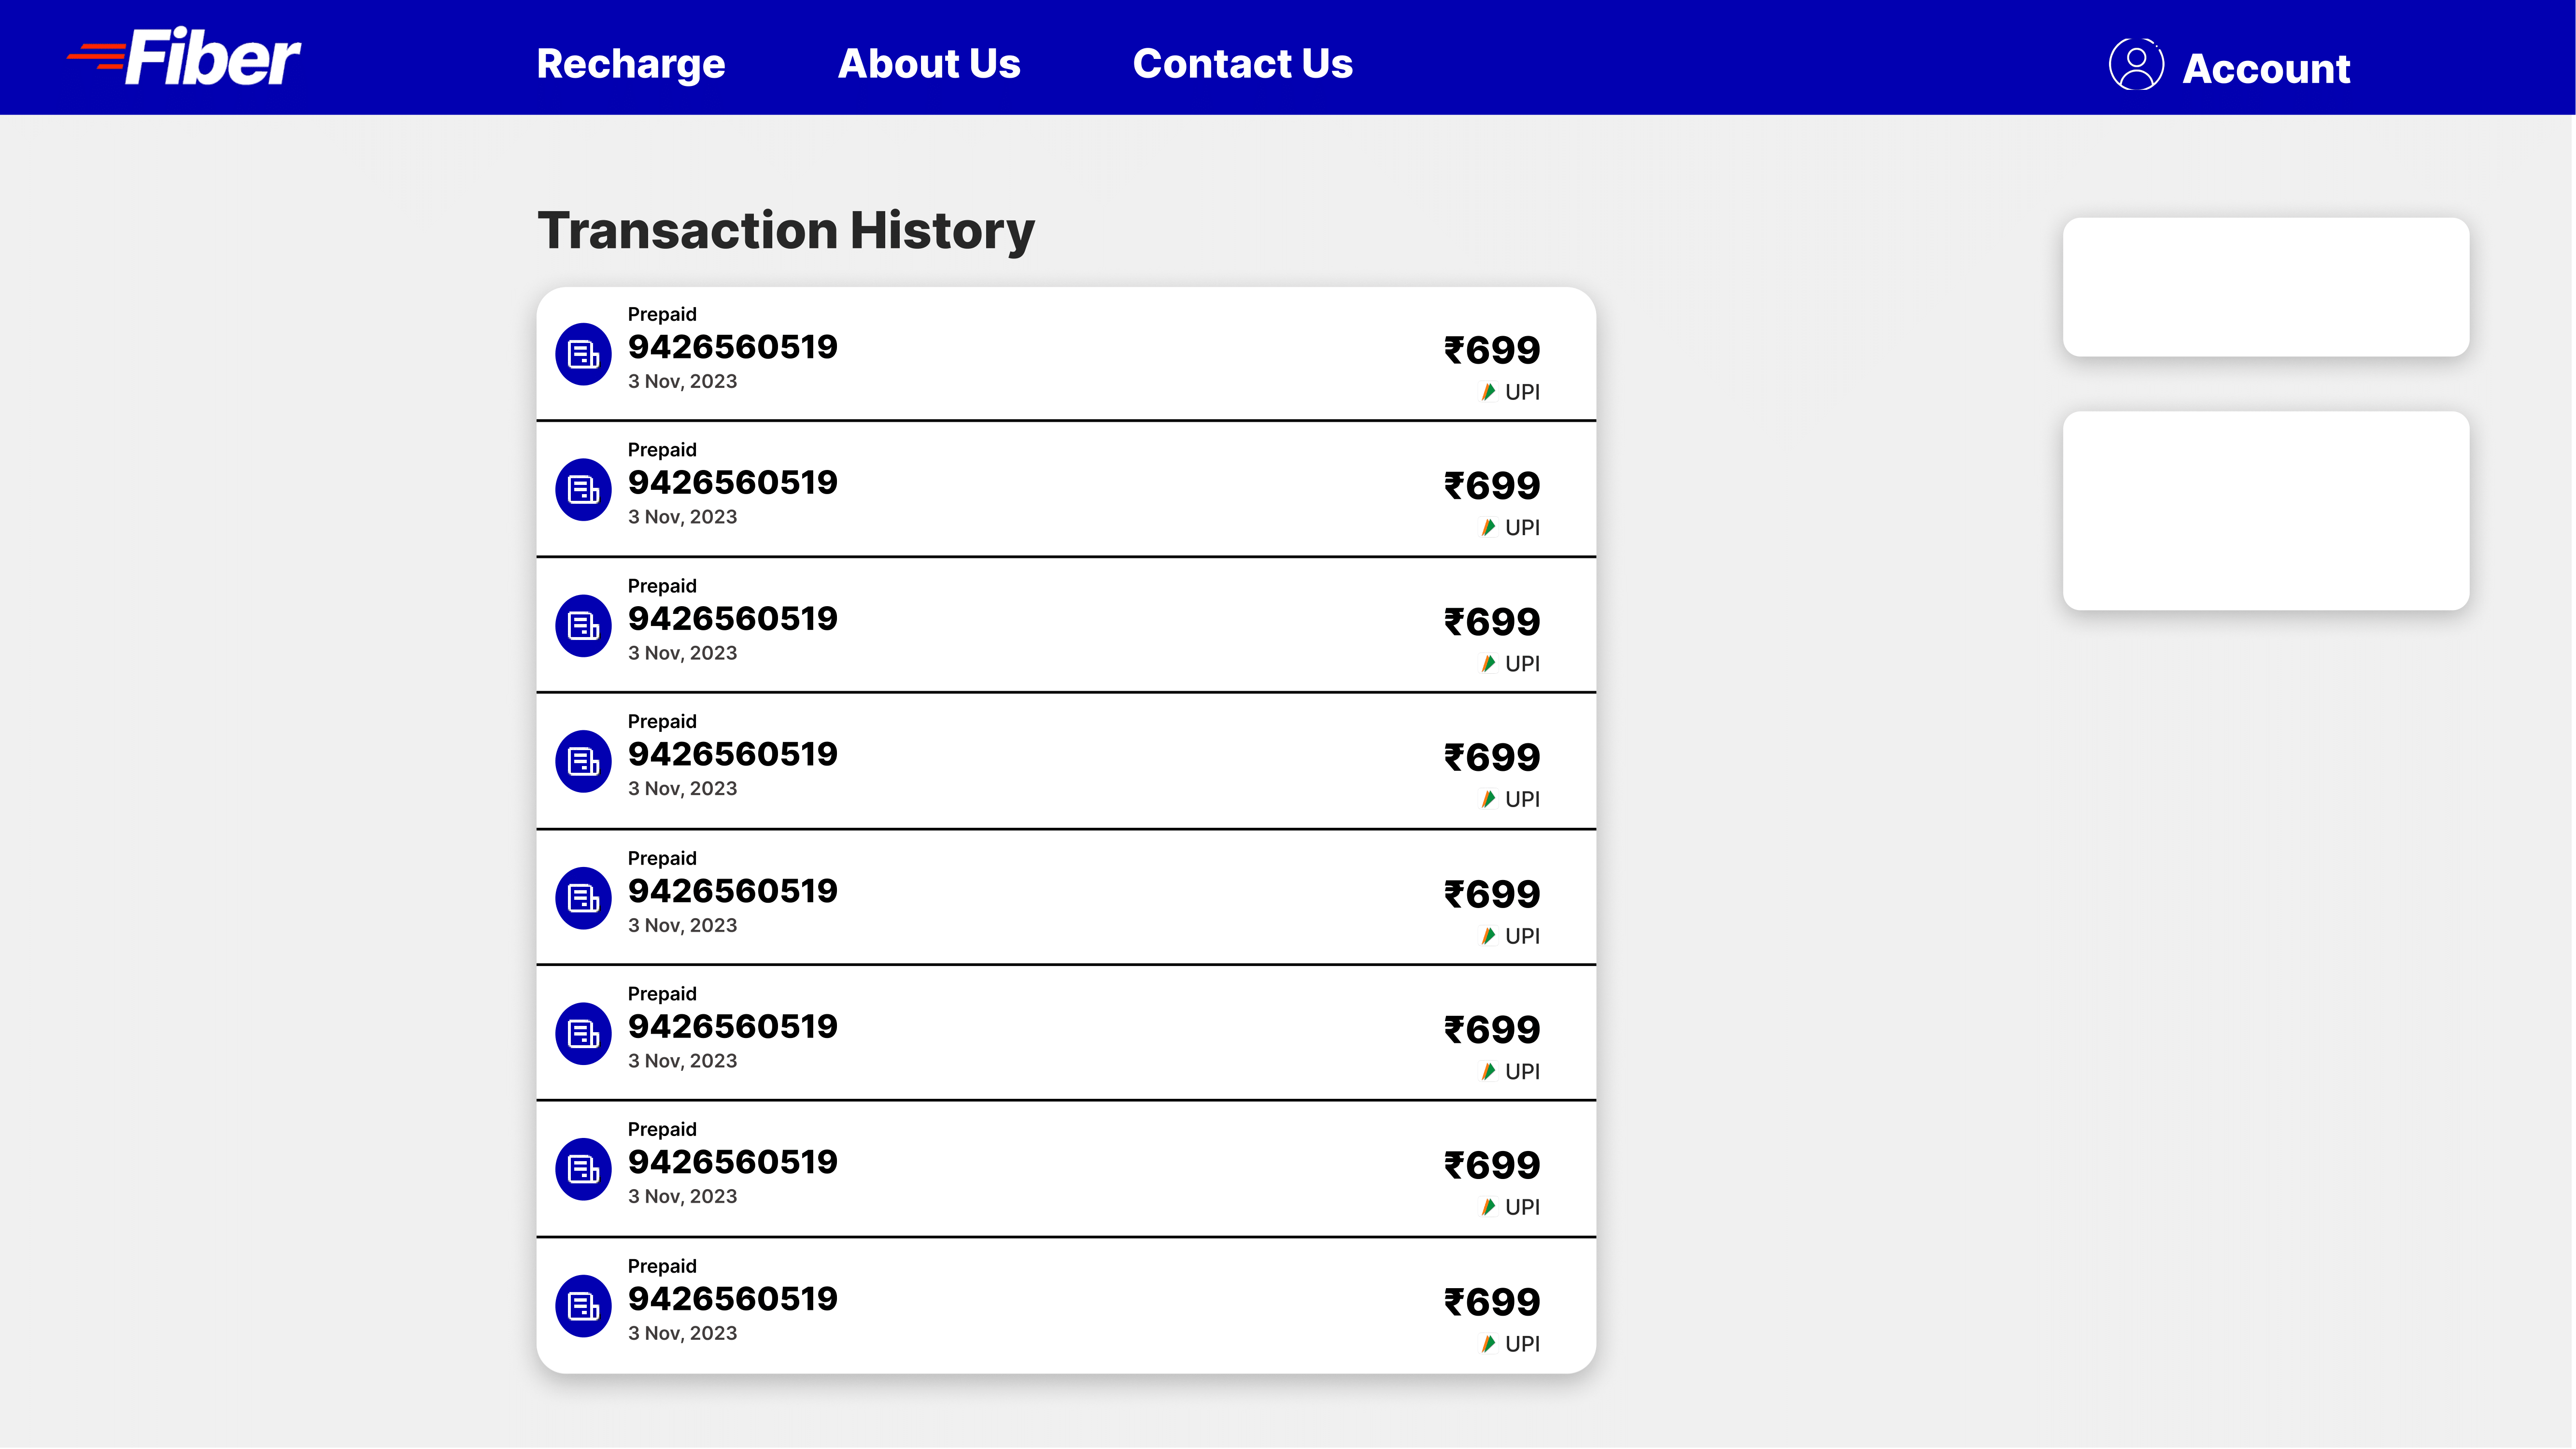 Fiber
Recharge
About Us
Contact Us
Account
Transaction History
Prepaid
9426560519
3 Nov, 2023
₹699
UPI
Prepaid
9426560519
3 Nov, 2023
₹699
UPI
Prepaid
9426560519
3 Nov, 2023
₹699
UPI
Prepaid
9426560519
3 Nov, 2023
₹699
UPI
Prepaid
9426560519
3 Nov, 2023
₹699
UPI
Prepaid
9426560519
3 Nov, 2023
₹699
UPI
Prepaid
9426560519
3 Nov, 2023
₹699
UPI
Prepaid
9426560519
3 Nov, 2023
₹699
UPI